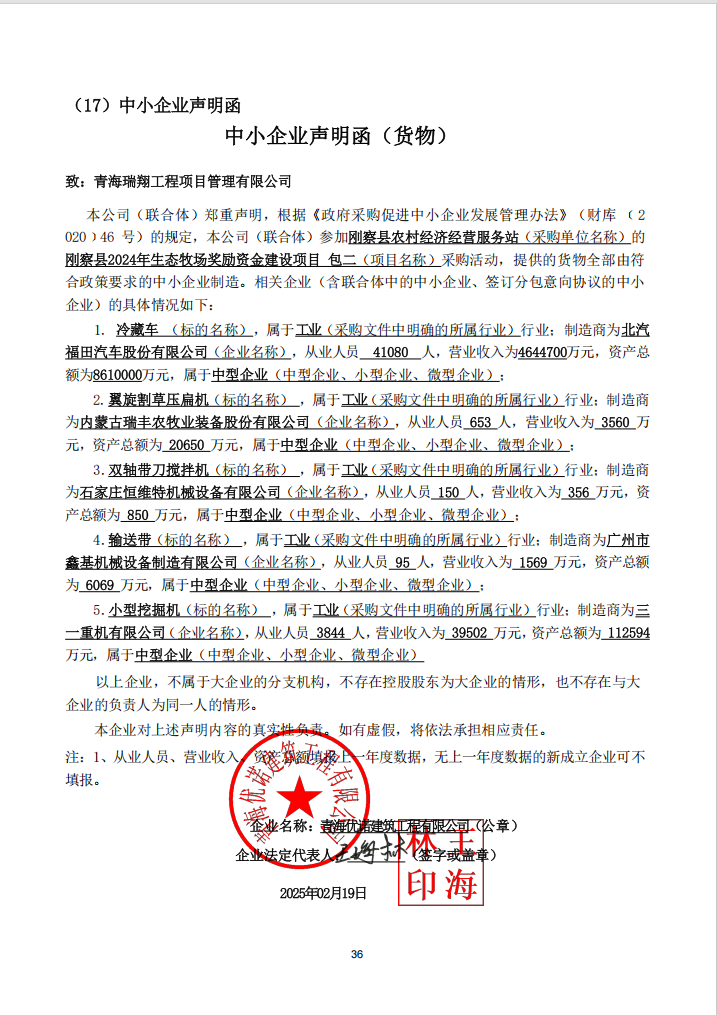 （17）中小企业声明函
中小企业声明函（货物）
致：青海瑞翔工程项目管理有限公司
本公司（联合体）郑重声明，根据《政府采购促进中小企业发展管理办法》（财库﹝2
020﹞46 号）的规定，本公司（联合体）参加刚察县农村经济经营服务站（采购单位名称）的
刚察县2024年生态牧场奖励资金建设项目 包二（项目名称）采购活动，提供的货物全部由符
合政策要求的中小企业制造。相关企业（含联合体中的中小企业、签订分包意向协议的中小
企业）的具体情况如下：
1. 冷藏车 （标的名称），属于工业（采购文件中明确的所属行业）行业；制造商为北汽
福田汽车股份有限公司（企业名称），从业人员 41080 人，营业收入为4644700万元，资产总
额为8610000万元，属于中型企业（中型企业、小型企业、微型企业）；
2.翼旋割草压扁机（标的名称），属于工业（采购文件中明确的所属行业）行业；制造商
为内蒙古瑞丰农牧业装备股份有限公司（企业名称），从业人员 653 人，营业收入为 3560 万
元，资产总额为 20650 万元，属于中型企业（中型企业、小型企业、微型企业）；
3.双轴带刀搅拌机（标的名称） ，属于工业（采购文件中明确的所属行业）行业；制造商
为石家庄恒维特机械设备有限公司（企业名称），从业人员 150 人，营业收入为 356 万元，资
产总额为 850 万元，属于中型企业（中型企业、小型企业、微型企业）；
4.输送带（标的名称） ，属于工业（采购文件中明确的所属行业）行业；制造商为广州市
鑫基机械设备制造有限公司（企业名称），从业人员 95 人，营业收入为 1569 万元，资产总额
为 6069 万元，属于中型企业（中型企业、小型企业、微型企业）；
5.小型挖掘机（标的名称） ，属于工业（采购文件中明确的所属行业）行业；制造商为三
一重机有限公司（企业名称），从业人员 3844 人，营业收入为 39502 万元，资产总额为 112594
万元，属于中型企业（中型企业、小型企业、微型企业）
以上企业，不属于大企业的分支机构，不存在控股股东为大企业的情形，也不存在与大
企业的负责人为同一人的情形。
本企业对上述声明内容的真实性负责。如有虚假，将依法承担相应责任。
注：1、从业人员、营业收入、资产总额填报上一年度数据，无上一年度数据的新成立企业可不
填报。
青海优诺建筑工程有限公司
企业名称：青海优诺建筑工程有限公司（公章）
企业法定代表人王海林（签字或盖章）
王海林印
2025年02月19日
36